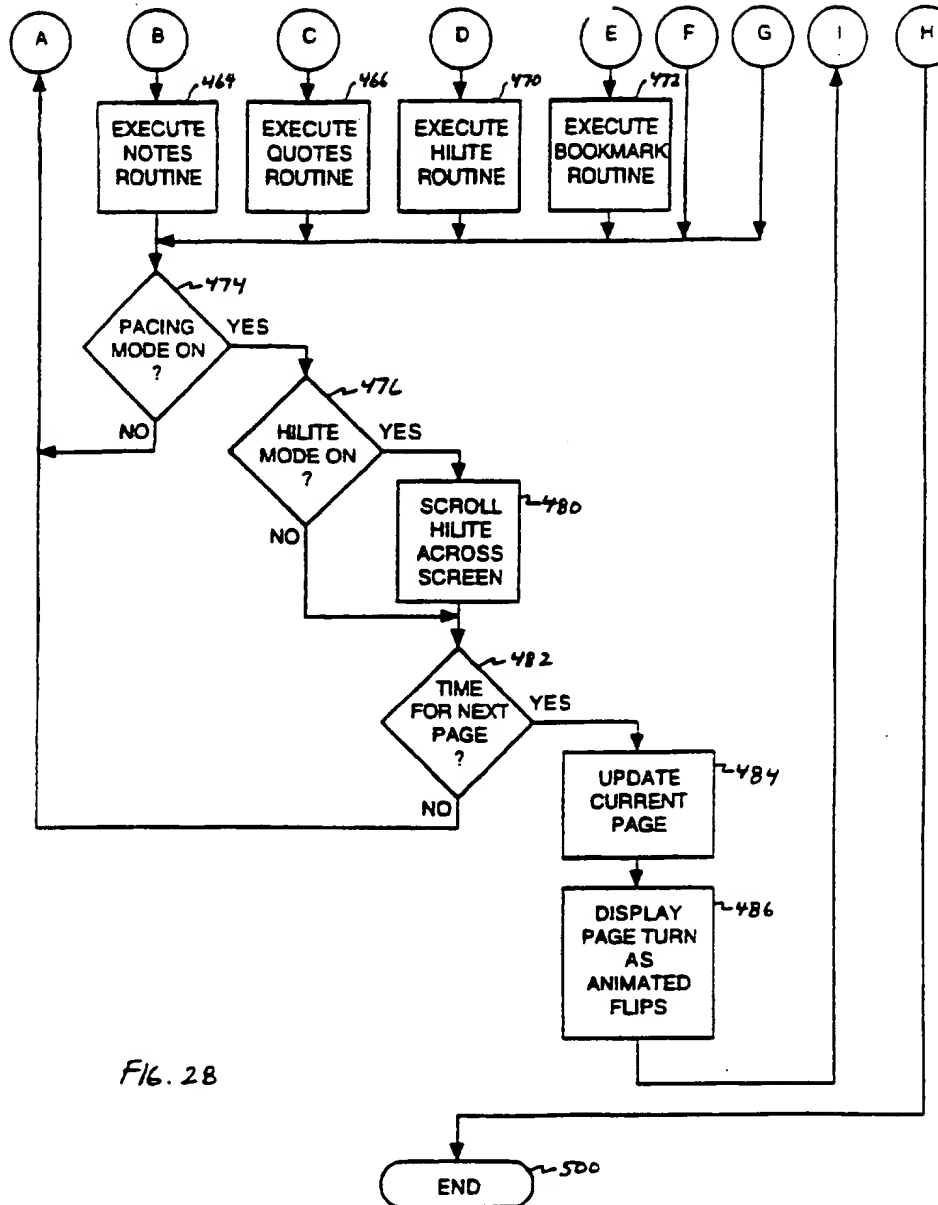 A B C D E F G I H
464 466 470 472
EXECUTE
NOTES
ROUTINE
EXECUTE
QUOTES
ROUTINE
EXECUTE
HILITE
ROUTINE
EXECUTE
BOOKMARK
ROUTINE
474
PACING
MODE ON
?
YES
NO
476
HILITE
MODE ON
?
YES
NO
480
SCROLL
HILITE
ACROSS
SCREEN
482
TIME
FOR NEXT
PAGE
?
YES
NO
484
UPDATE
CURRENT
PAGE
486
DISPLAY
PAGE TURN
AS
ANIMATED
FLIPS
FIG. 28
500
END